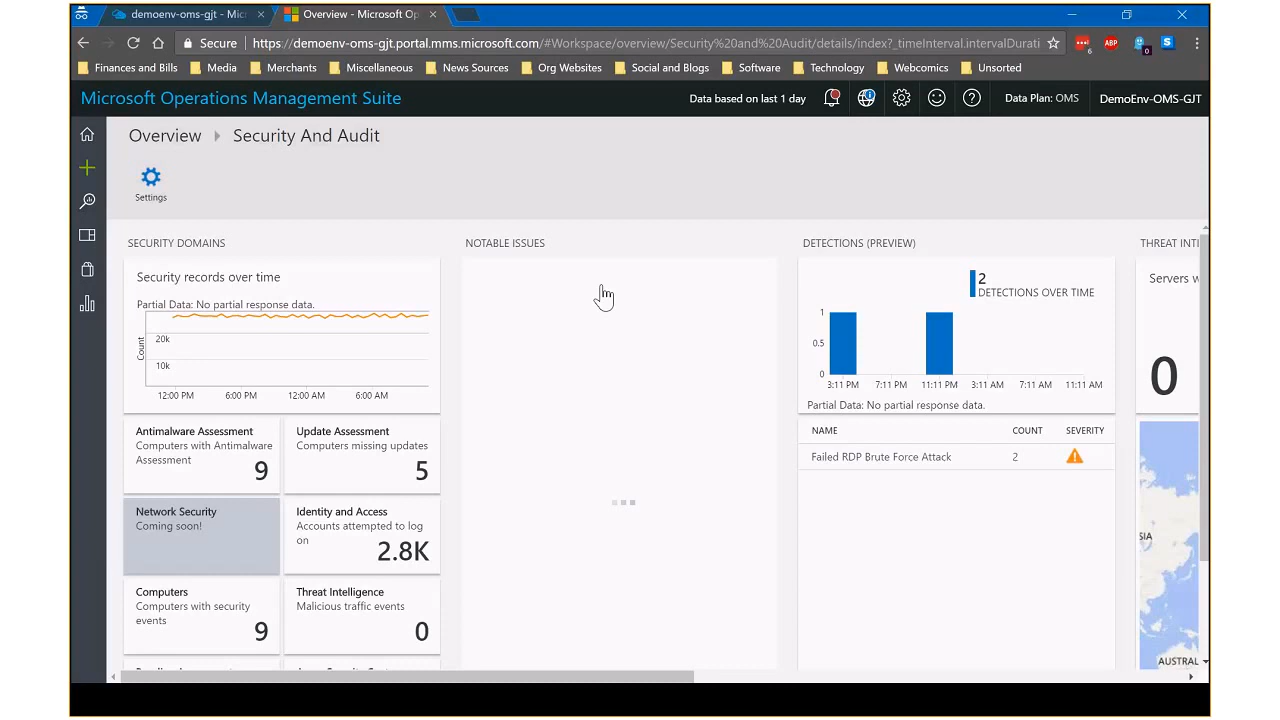 demoenv-oms-gjt - Mic
Overview - Microsoft Op
Secure
https://demoenv-oms-gjt.portal.mms.microsoft.com/#Workspace/overview/Security%20and%20Audit/details/index?_timeInterval.intervalDurati
6
ABP
0
S
Finances and Bills
Media
Merchants
Miscellaneous
News Sources
Org Websites
Social and Blogs
Software
Technology
Webcomics
Unsorted
Microsoft Operations Management Suite
Data based on last 1 day
Data Plan: OMS
DemoEnv-OMS-GJT
Overview
Security And Audit
Settings
SECURITY DOMAINS
Security records over time
Partial Data: No partial response data.
Count
20k
10k
12:00 PM 6:00 PM 12:00 AM 6:00 AM
Antimalware Assessment
Computers with Antimalware
Assessment
9
Update Assessment
Computers missing updates
5
Network Security
Coming soon!
Identity and Access
Accounts attempted to log
on
2.8K
Computers
Computers with security
events
9
Threat Intelligence
Malicious traffic events
0
NOTABLE ISSUES
DETECTIONS (PREVIEW)
2
DETECTIONS OVER TIME
1
0.5
0
3:11 PM 7:11 PM 11:11 PM 3:11 AM 7:11 AM 11:11 AM
Partial Data: No partial response data.
NAME COUNT SEVERITY
Failed RDP Brute Force Attack 2
THREAT INTI
Servers w
0
SIA
AUSTRAL